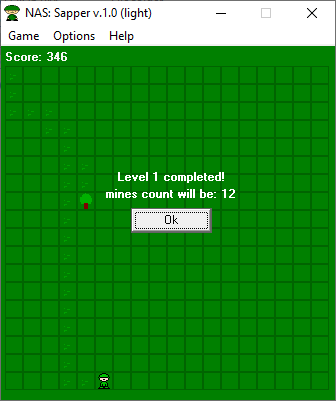 NAS: Sapper v.1.0 (light)
Game Options Help
Score: 346
Level 1 completed!
mines count will be: 12
Ok